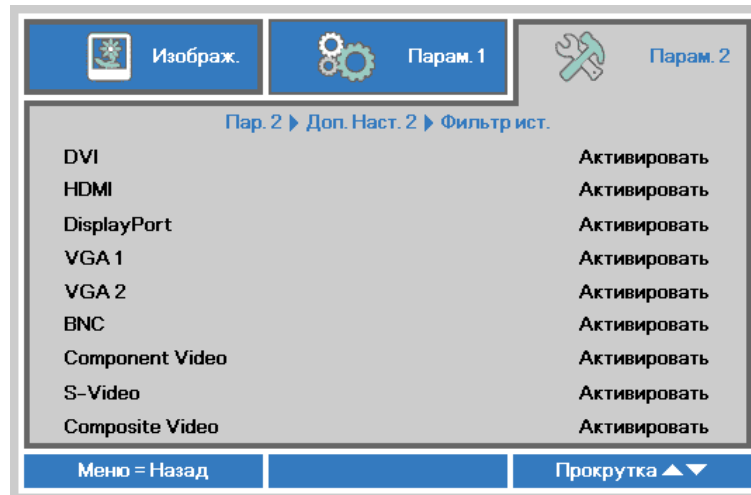 Изображ. Парам. 1 Парам. 2
Пар. 2 ▶ Доп. Наст. 2 ▶ Фильтр ист.
DVI Активировать
HDMI Активировать
DisplayPort Активировать
VGA 1 Активировать
VGA 2 Активировать
BNC Активировать
Component Video Активировать
S-Video Активировать
Composite Video Активировать
Меню = Назад Прокрутка ▲▼